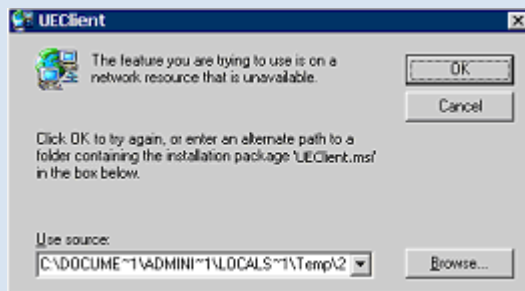 UEClient
The feature you are trying to use is on a
network resource that is unavailable.
OK
Cancel
Click OK to try again, or enter an alternate path to a
folder containing the installation package 'UEClient.msi'
in the box below.
Use source:
C:\DOCUME~1\ADMINI~1\LOCALS~1\Temp\2
Browse...